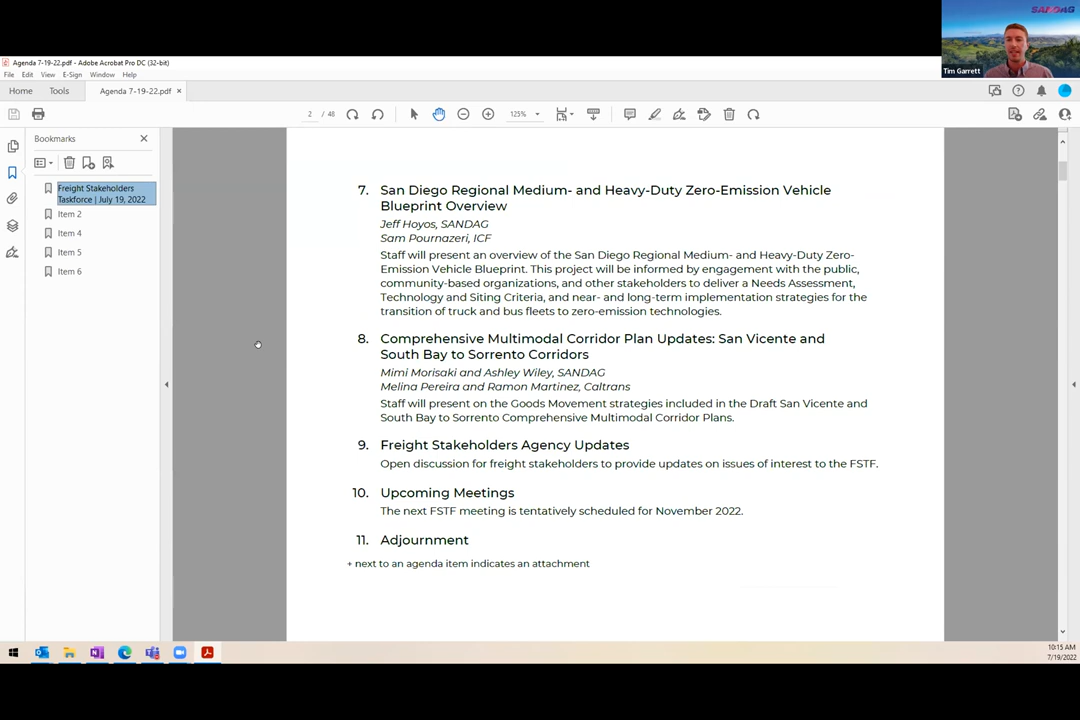 SANDAG
Tim Garrett
Agenda 7-19-22.pdf - Adobe Acrobat Pro DC (32-bit)
File Edit View E-Sign Window Help
Home Tools Agenda 7-19-22.pdf ×
2 / 48 125%
Bookmarks
Freight Stakeholders
Taskforce | July 19, 2022
Item 2
Item 4
Item 5
Item 6
7. San Diego Regional Medium- and Heavy-Duty Zero-Emission Vehicle
Blueprint Overview
Jeff Hoyos, SANDAG
Sam Pournazeri, ICF
Staff will present an overview of the San Diego Regional Medium- and Heavy-Duty Zero-
Emission Vehicle Blueprint. This project will be informed by engagement with the public,
community-based organizations, and other stakeholders to deliver a Needs Assessment,
Technology and Siting Criteria, and near- and long-term implementation strategies for the
transition of truck and bus fleets to zero-emission technologies.
8. Comprehensive Multimodal Corridor Plan Updates: San Vicente and
South Bay to Sorrento Corridors
Mimi Morisaki and Ashley Wiley, SANDAG
Melina Pereira and Ramon Martinez, Caltrans
Staff will present on the Goods Movement strategies included in the Draft San Vicente and
South Bay to Sorrento Comprehensive Multimodal Corridor Plans.
9. Freight Stakeholders Agency Updates
Open discussion for freight stakeholders to provide updates on issues of interest to the FSTF.
10. Upcoming Meetings
The next FSTF meeting is tentatively scheduled for November 2022.
11. Adjournment
+ next to an agenda item indicates an attachment
10:15 AM
7/19/2022